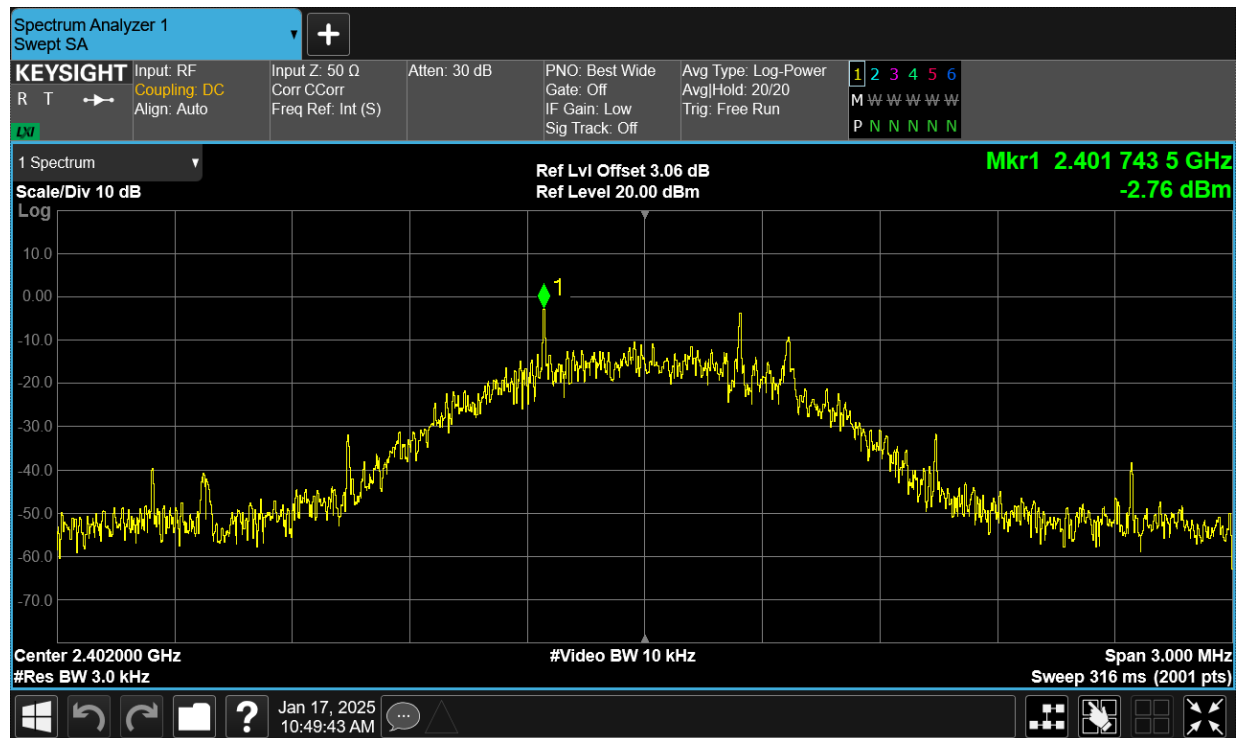 Spectrum Analyzer 1
Swept SA
KEYSIGHT
R T
LXI
Input: RF
Coupling: DC
Align: Auto
Input Z: 50 Ω
Corr CCorr
Freq Ref: Int (S)
Atten: 30 dB
PNO: Best Wide
Gate: Off
IF Gain: Low
Sig Track: Off
Avg Type: Log-Power
Avg|Hold: 20/20
Trig: Free Run
1 2 3 4 5 6
M W W W W W W
P N N N N N N
1 Spectrum
Scale/Div 10 dB
Ref Lvl Offset 3.06 dB
Ref Level 20.00 dBm
Mkr1 2.401 743 5 GHz
-2.76 dBm
Log
10.0
0.00
-10.0
-20.0
-30.0
-40.0
-50.0
-60.0
-70.0
1
Center 2.402000 GHz
#Res BW 3.0 kHz
#Video BW 10 kHz
Span 3.000 MHz
Sweep 316 ms (2001 pts)
?
Jan 17, 2025
10:49:43 AM